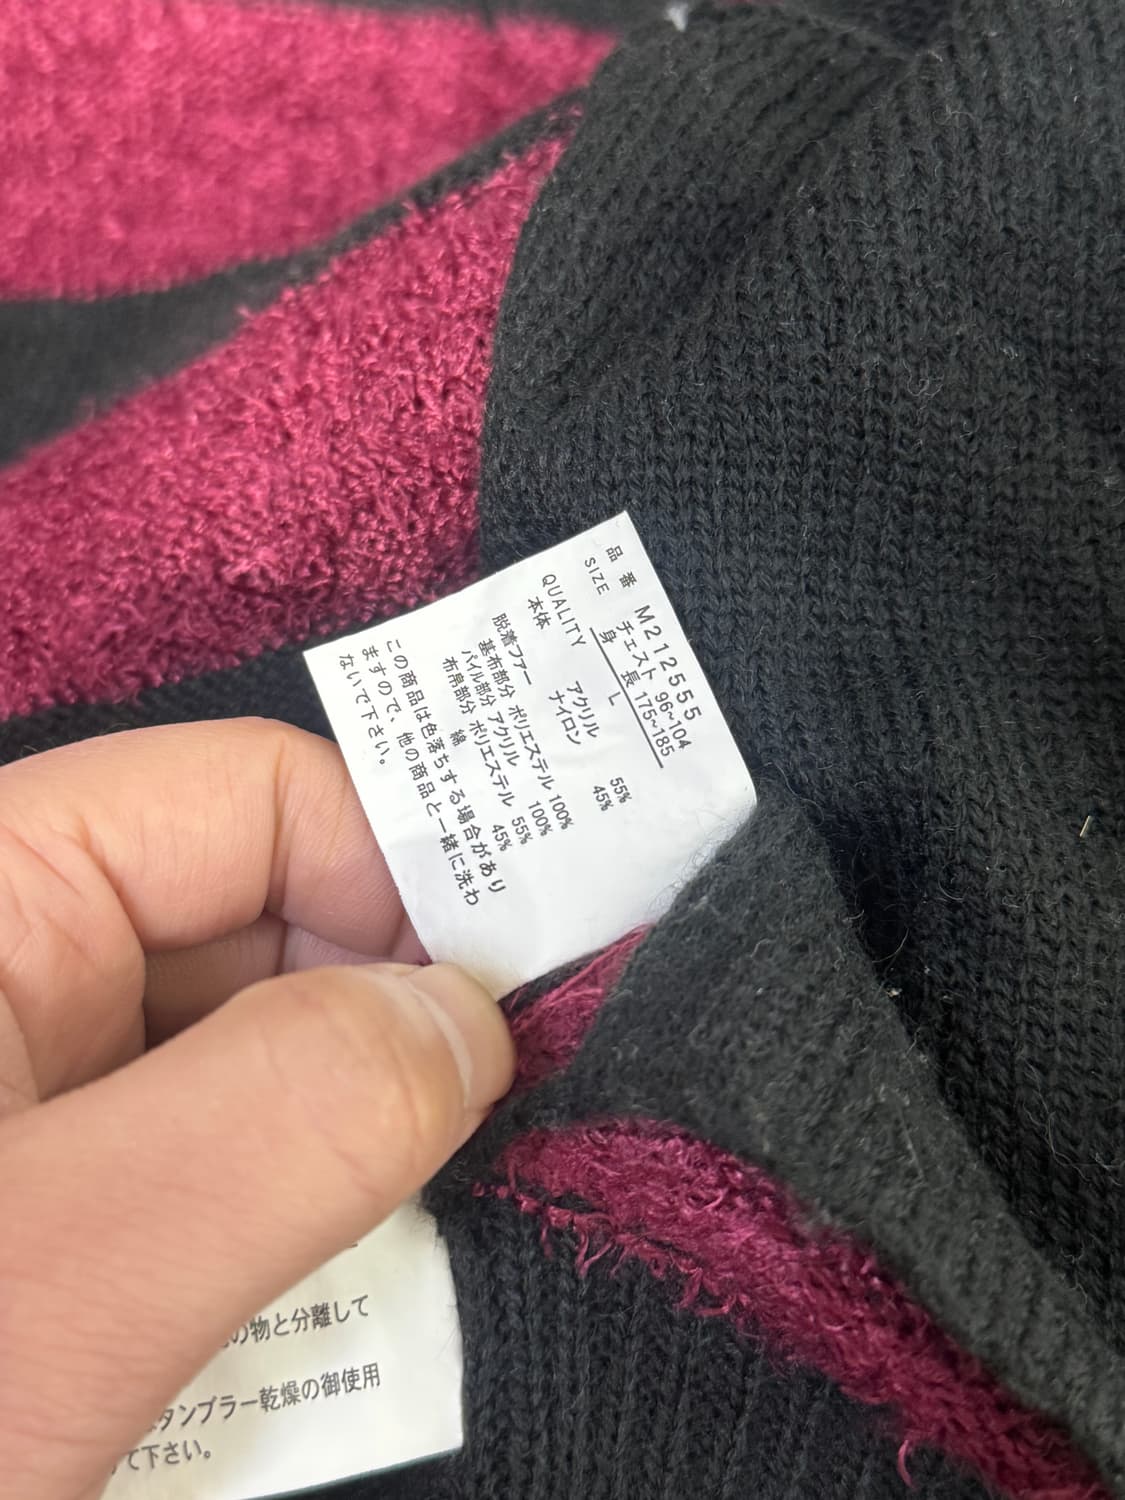 品番 M212555
SIZE チェスト 96~104
身長 175~185
L
QUALITY
本体 アクリル 55%
ナイロン 45%
脱着ファー
基布部分 ポリエステル 100%
パイル部分 アクリル 100%
布帛部分 ポリエステル 55%
綿 45%
この商品は色落ちする場合があり
ますので、他の商品と一緒に洗わ
ないで下さい。
の物と分離して
タンブラー乾燥の御使用
て下さい。